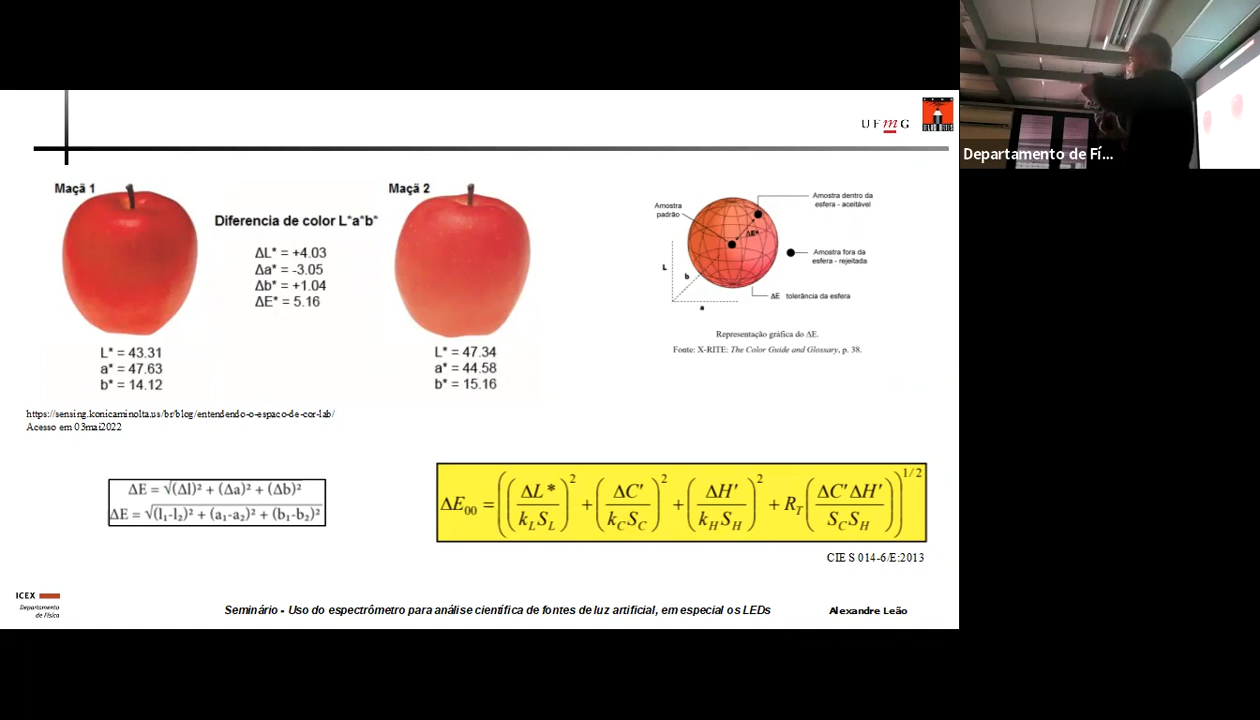 UFmG
Departamento de Fí...
Maçã 1
Diferencia de color L*a*b*
ΔL* = +4.03
Δa* = -3.05
Δb* = +1.04
ΔE* = 5.16
Maçã 2
L* = 43.31
a* = 47.63
b* = 14.12
L* = 47.34
a* = 44.58
b* = 15.16
Amostra padrão
Amostra dentro da
esfera - aceitável
ΔE*
Amostra fora da
esfera - rejeitada
L
b
a
ΔE tolerância da esfera
Representação gráfica do ΔE.
Fonte: X-RITE: The Color Guide and Glossary, p. 38.
https://sensing.konicaminolta.us/br/blog/entendendo-o-espaco-de-cor-lab/
Acesso em 03mai2022
ΔE = √(Δl)² + (Δa)² + (Δb)²
ΔE = √(l₁-l₂)² + (a₁-a₂)² + (b₁-b₂)²
ΔE₀₀ = ((ΔL*/k_L S_L)² + (ΔC'/k_C S_C)² + (ΔH'/k_H S_H)² + R_T(ΔC'ΔH'/S_C S_H))^1/2
CIE S 014-6/E:2013
ICEX
Departamento
de Física
Seminário - Uso do espectrômetro para análise científica de fontes de luz artificial, em especial os LEDs
Alexandre Leão